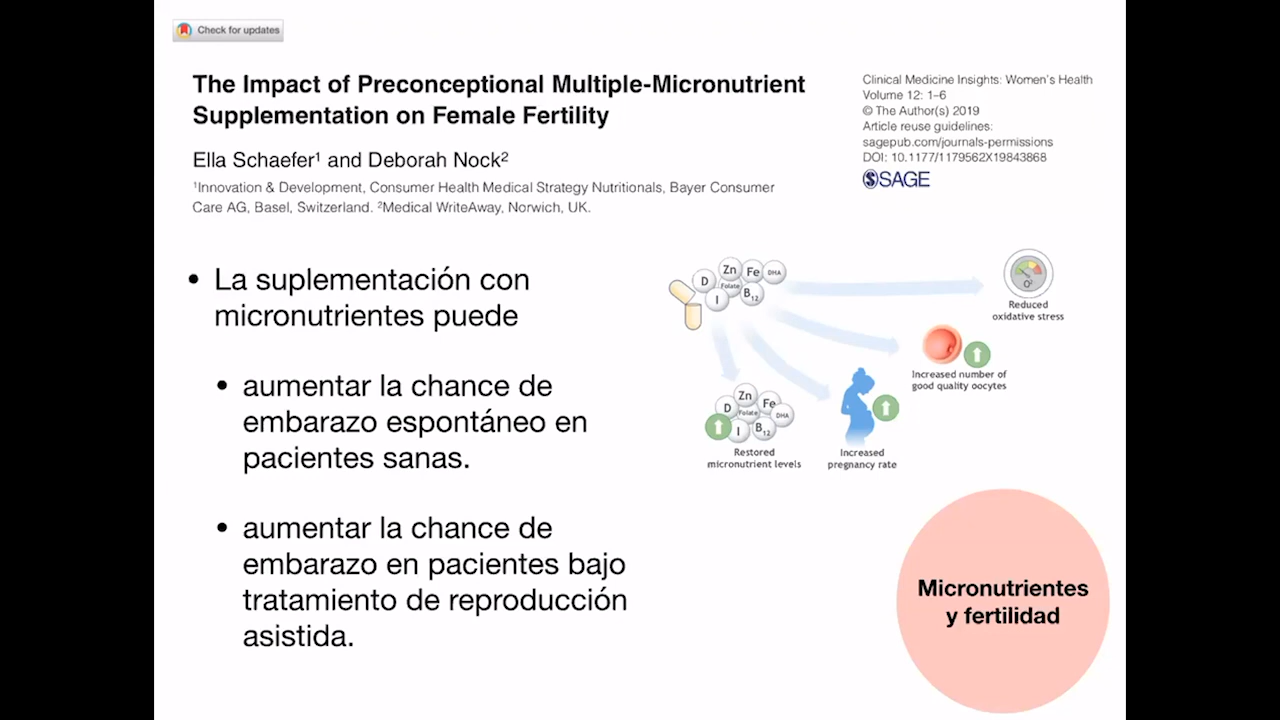 Check for updates
The Impact of Preconceptional Multiple-Micronutrient
Supplementation on Female Fertility
Ella Schaefer¹ and Deborah Nock²
¹Innovation & Development, Consumer Health Medical Strategy Nutritionals, Bayer Consumer
Care AG, Basel, Switzerland. ²Medical WriteAway, Norwich, UK.
Clinical Medicine Insights: Women's Health
Volume 12: 1–6
© The Author(s) 2019
Article reuse guidelines:
sagepub.com/journals-permissions
DOI: 10.1177/1179562X19843868
SAGE
• La suplementación con
micronutrientes puede
• aumentar la chance de
embarazo espontáneo en
pacientes sanas.
• aumentar la chance de
embarazo en pacientes bajo
tratamiento de reproducción
asistida.
D
Zn
Fe
DHA
Folate
I
B₁₂
O²
Reduced
oxidative stress
Increased number of
good quality oocytes
D
Zn
Fe
DHA
Folate
I
B₁₂
Restored
micronutrient levels
Increased
pregnancy rate
Micronutrientes
y fertilidad